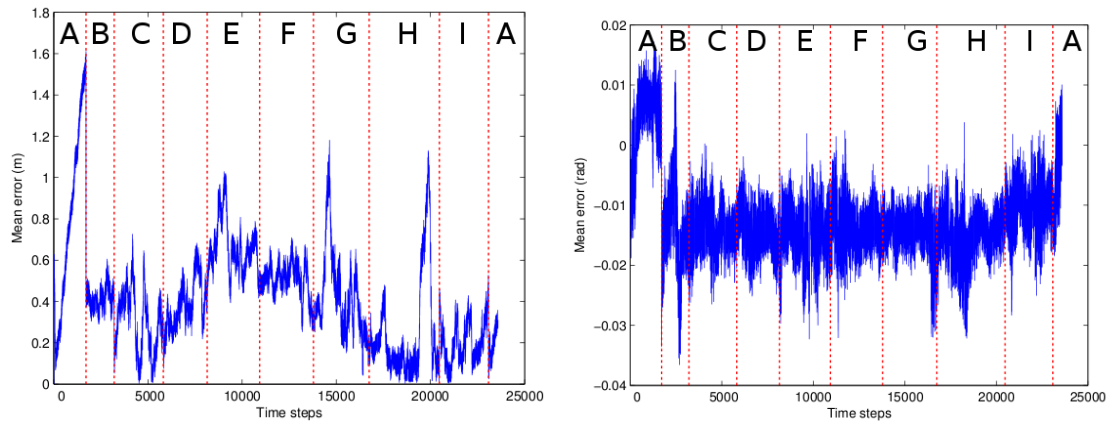 1.8
A B C D E F G H I A
1.6
1.4
1.2
1
0.8
0.6
0.4
0.2
0
Mean error (m)
0 5000 10000 15000 20000 25000
Time steps
0.02
A B C D E F G H I A
0.01
0
−0.01
−0.02
−0.03
−0.04
Mean error (rad)
0 5000 10000 15000 20000 25000
Time steps